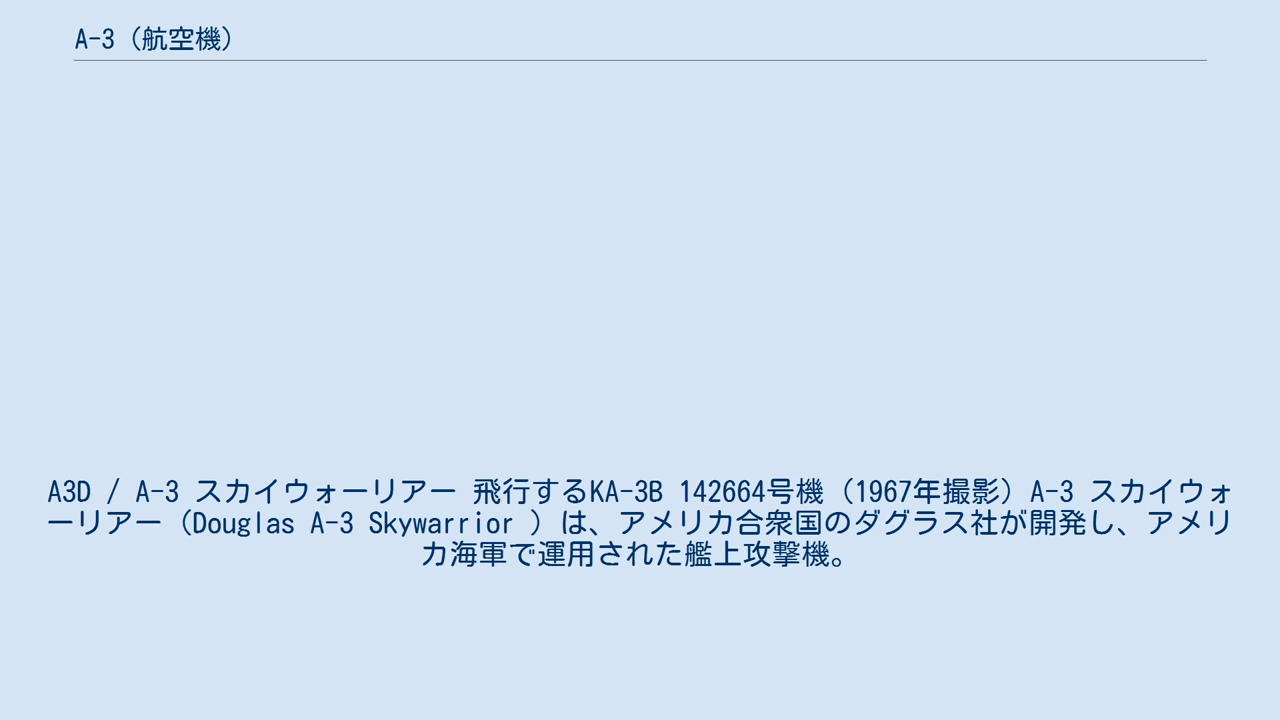 A-3（航空機）
A3D / A-3 スカイウォーリアー 飛行するKA-3B 142664号機（1967年撮影）A-3 スカイウォ
ーリアー（Douglas A-3 Skywarrior ）は、アメリカ合衆国のダグラス社が開発し、アメリ
カ海軍で運用された艦上攻撃機。